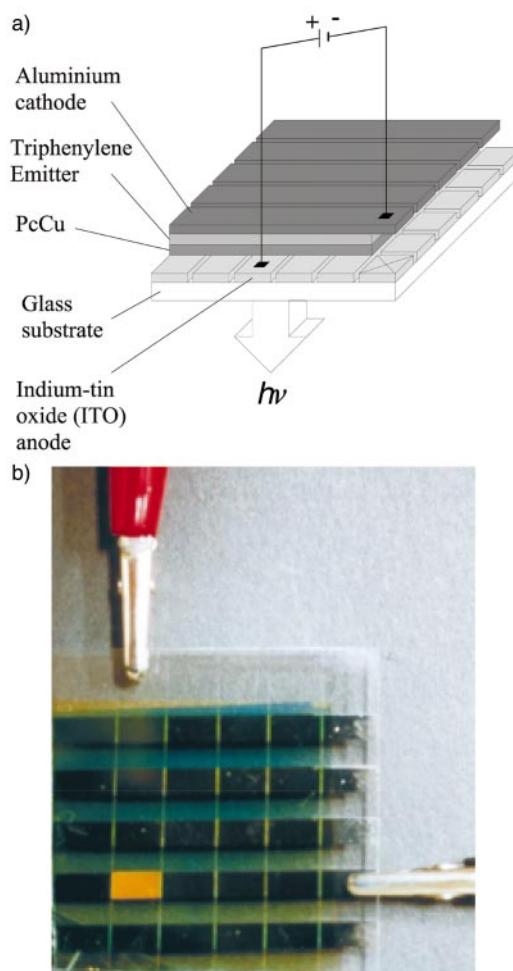 a)
+ -
Aluminium
cathode
Triphenylene
Emitter
PcCu
Glass
substrate
Indium-tin
oxide (ITO)
anode
hν
b)